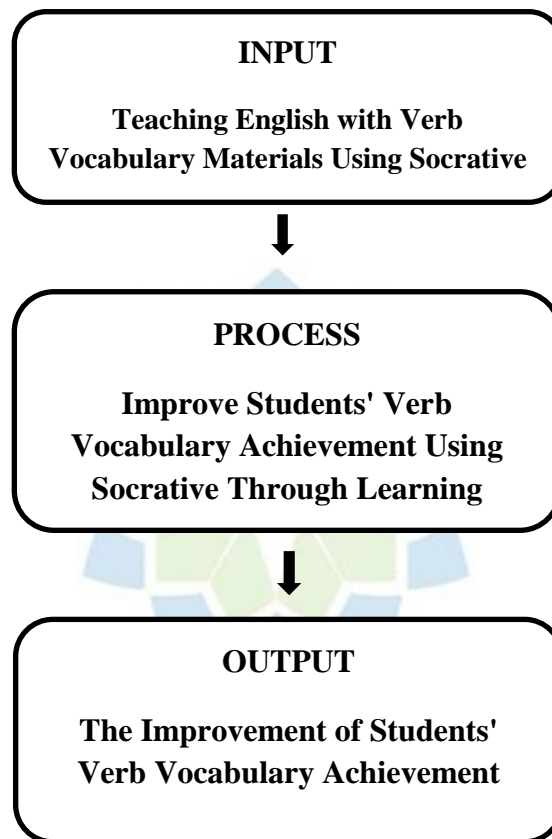 INPUT
Teaching English with Verb
Vocabulary Materials Using Socrative
PROCESS
Improve Students' Verb
Vocabulary Achievement Using
Socrative Through Learning
OUTPUT
The Improvement of Students'
Verb Vocabulary Achievement